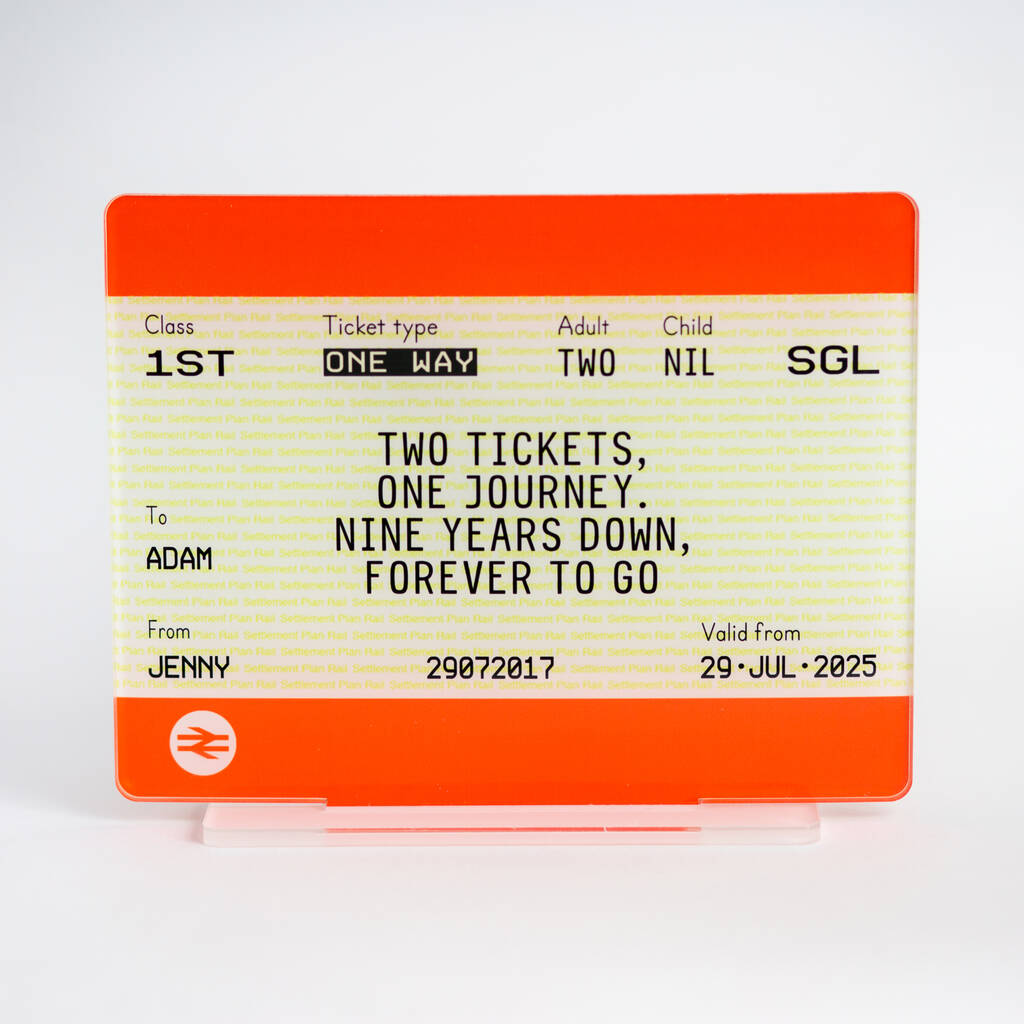 Class Ticket type Adult Child
1ST ONE WAY TWO NIL SGL
TWO TICKETS,
ONE JOURNEY.
NINE YEARS DOWN,
FOREVER TO GO
To
ADAM
From Valid from
JENNY 29072017 29·JUL·2025